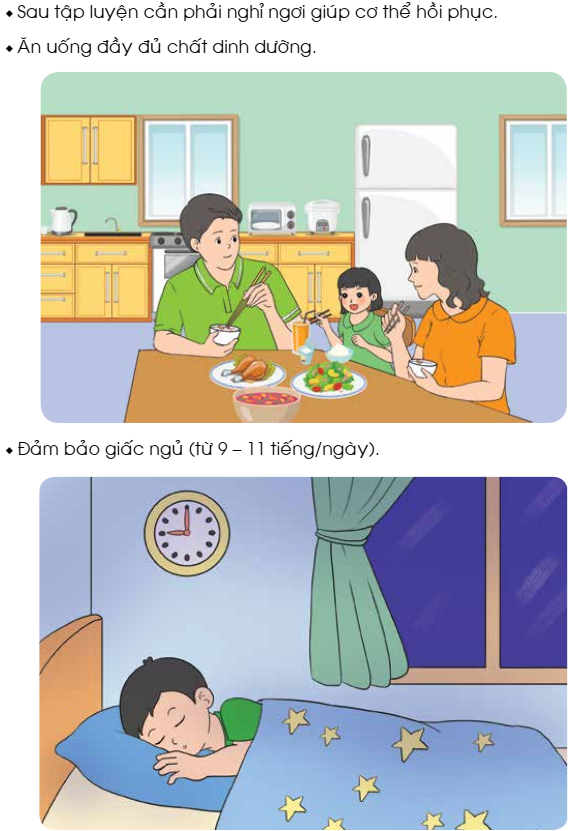 ◆ Sau tập luyện cần phải nghỉ ngơi giúp cơ thể hồi phục.
◆ Ăn uống đầy đủ chất dinh dưỡng.
◆ Đảm bảo giấc ngủ (từ 9 – 11 tiếng/ngày).